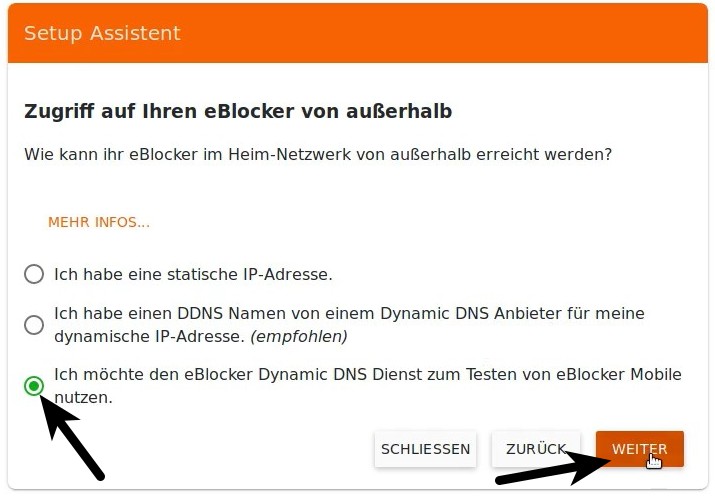 Setup Assistent
Zugriff auf Ihren eBlocker von außerhalb
Wie kann ihr eBlocker im Heim-Netzwerk von außerhalb erreicht werden?
MEHR INFOS...
Ich habe eine statische IP-Adresse.
Ich habe einen DDNS Namen von einem Dynamic DNS Anbieter für meine
dynamische IP-Adresse. (empfohlen)
Ich möchte den eBlocker Dynamic DNS Dienst zum Testen von eBlocker Mobile
nutzen.
SCHLIESSEN ZURÜCK WEITER